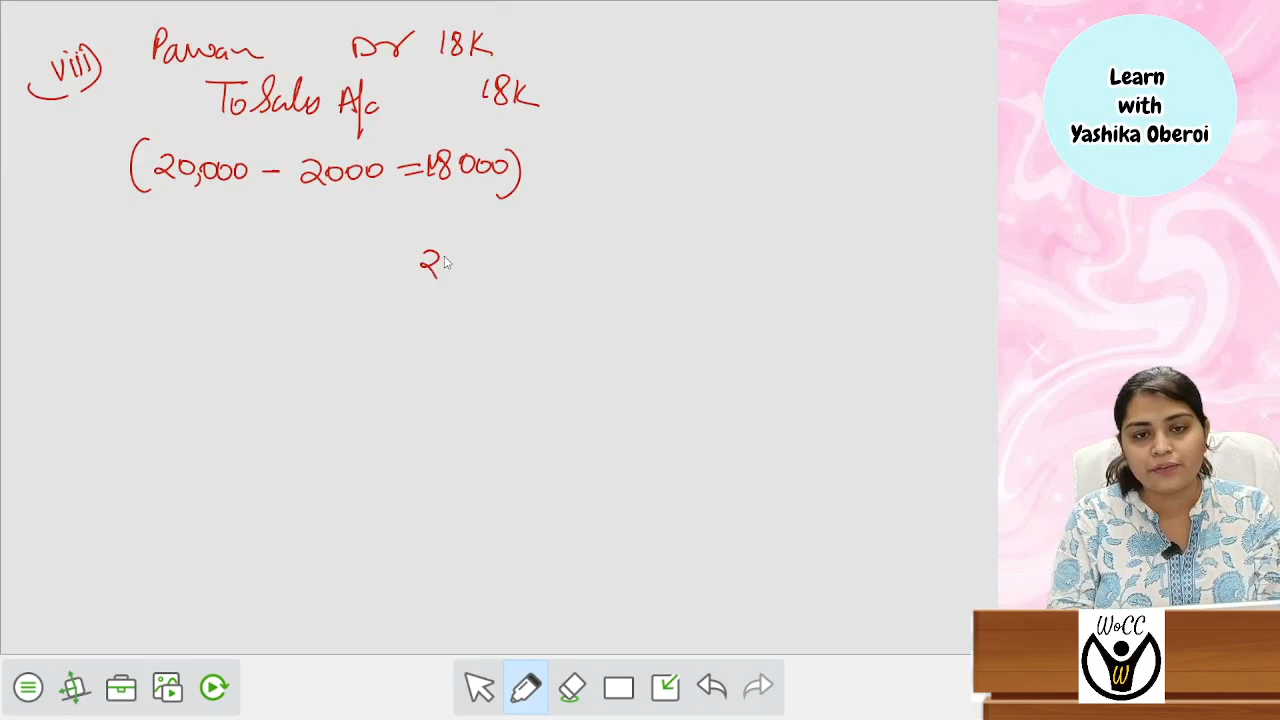 viii) Pawan Dr 18K
To Sales A/c 18K
(20,000 - 2000 = 18000)
2
Learn
with
Yashika Oberoi
WoCC
W